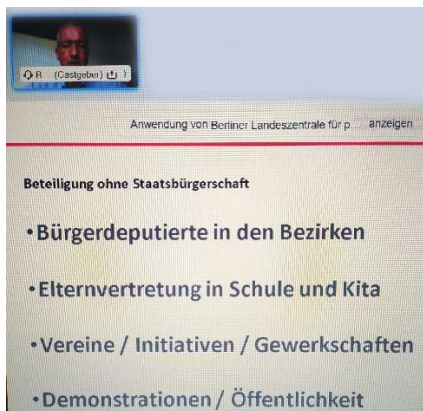 R... (Castgeber)
Anwendung von Berliner Landeszentrale für p... anzeigen
Beteiligung ohne Staatsbürgerschaft
•Bürgerdeputierte in den Bezirken
•Elternvertretung in Schule und Kita
•Vereine / Initiativen / Gewerkschaften
•Demonstrationen / Öffentlichkeit